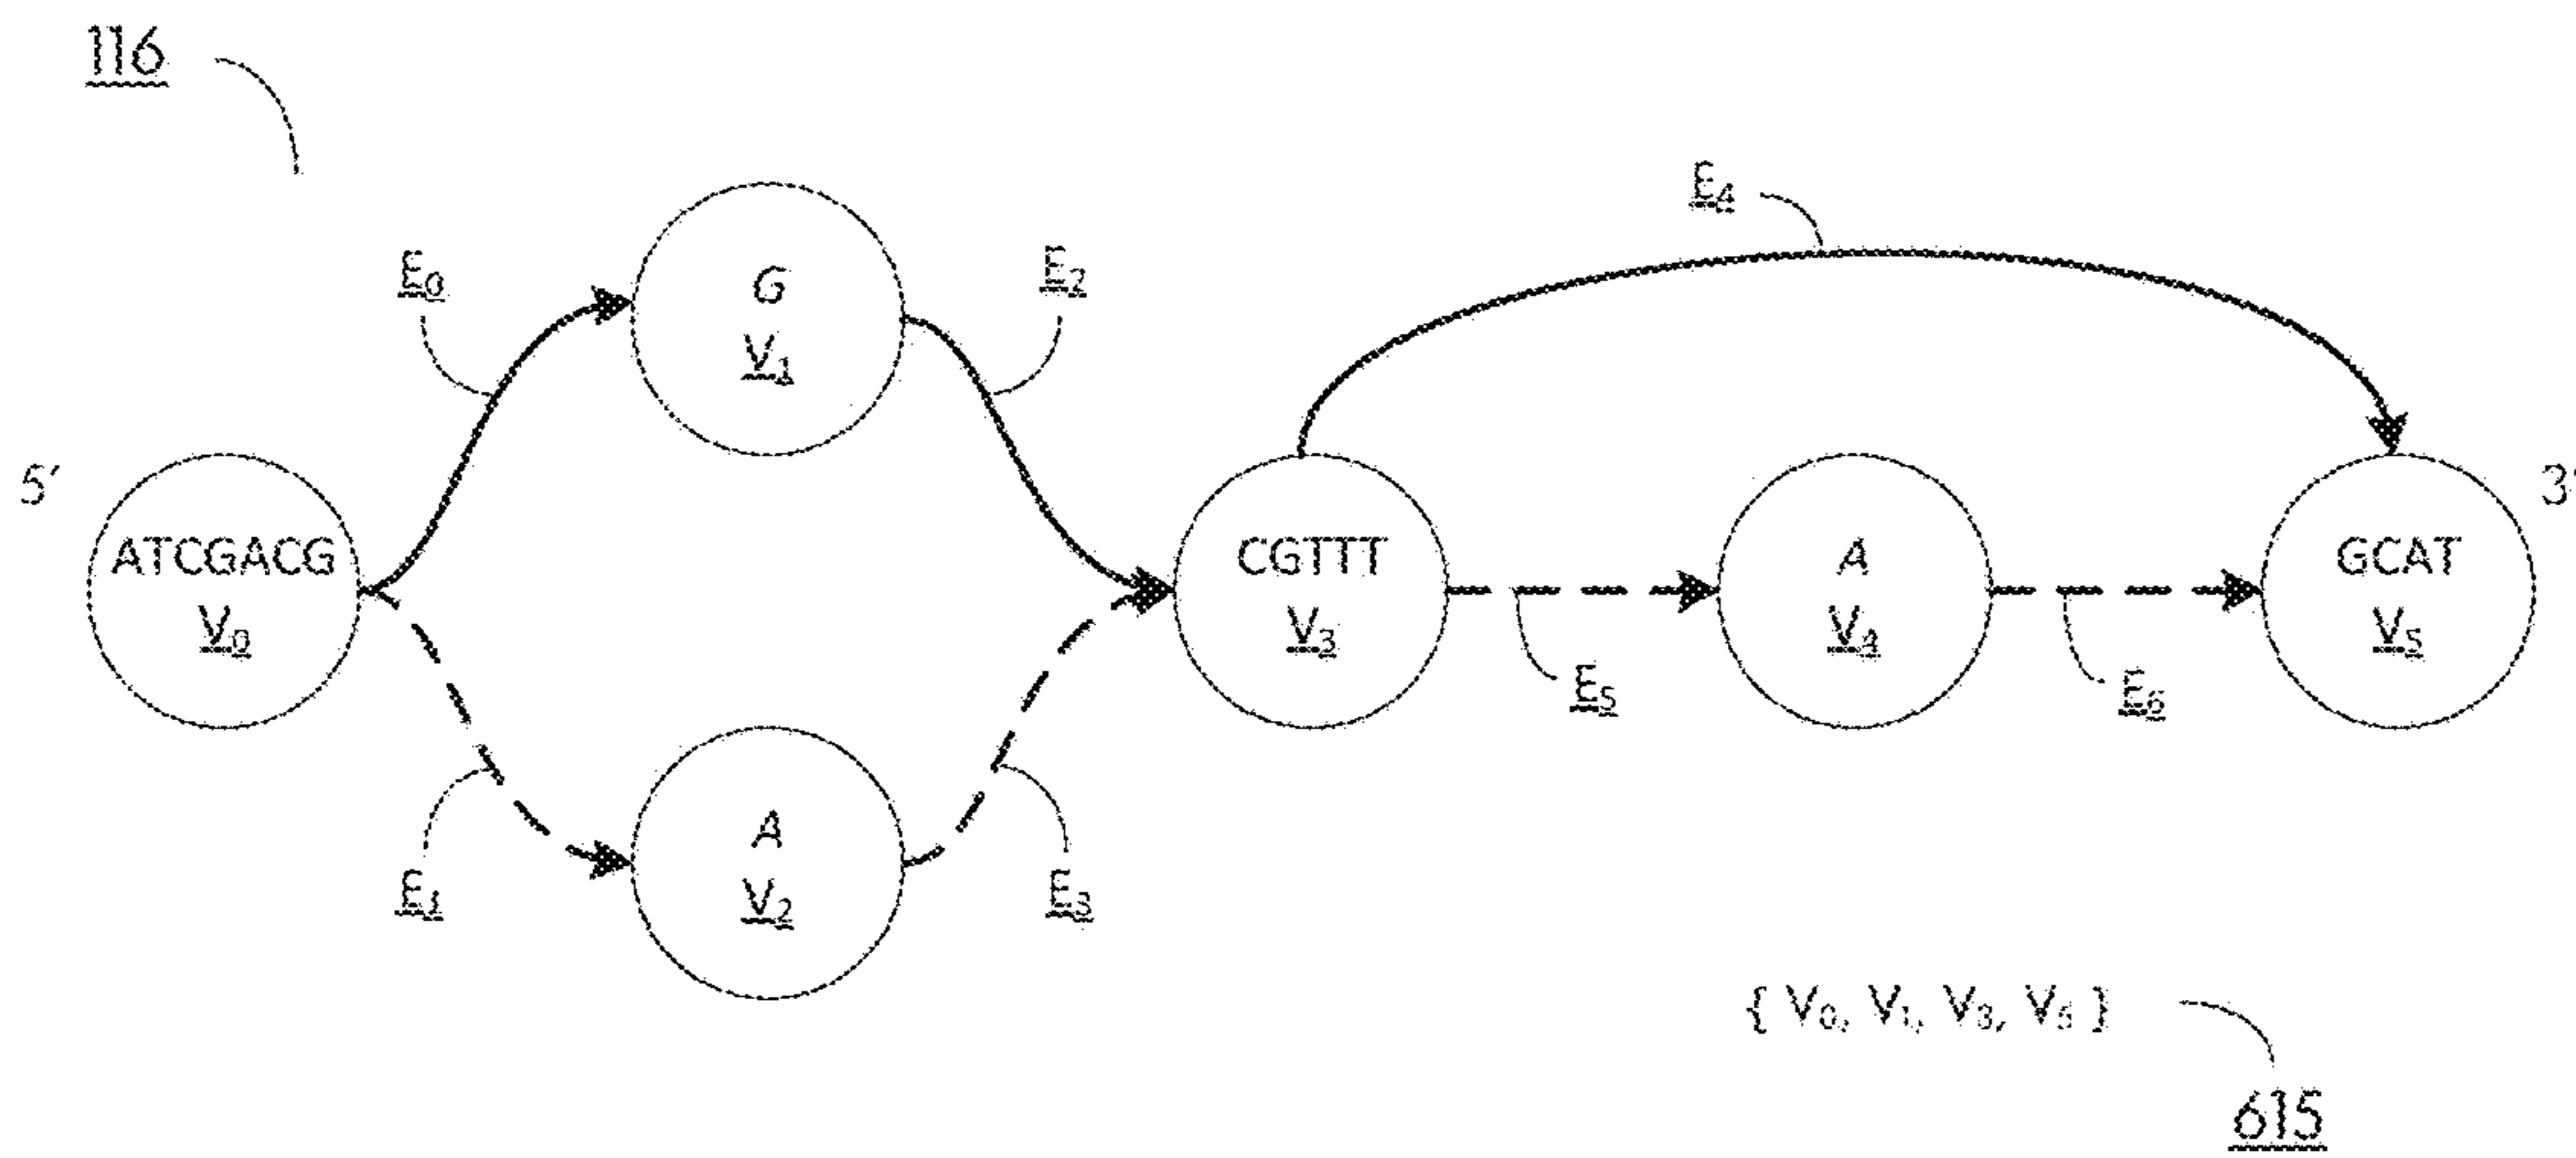 116
E₄
E₀
G
E₂
V₁
5′
ATCGACG
CGTTT
A
GCAT
3′
V₀
V₃
V₄
V₅
E₅
E₆
A
E₁
V₂
E₃
{ V₀, V₁, V₃, V₅ }
615